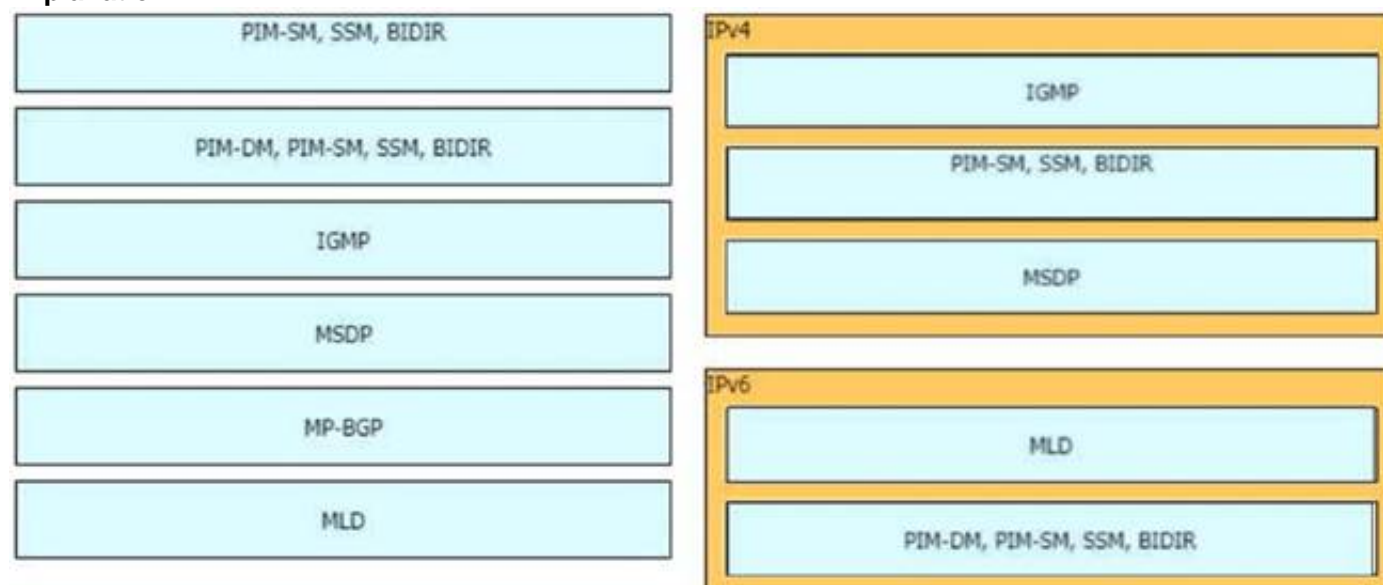 PIM-SM, SSM, BIDIR
PIM-DM, PIM-SM, SSM, BIDIR
IGMP
MSDP
MP-BGP
MLD
IPv4
IGMP
PIM-SM, SSM, BIDIR
MSDP
IPv6
MLD
PIM-DM, PIM-SM, SSM, BIDIR